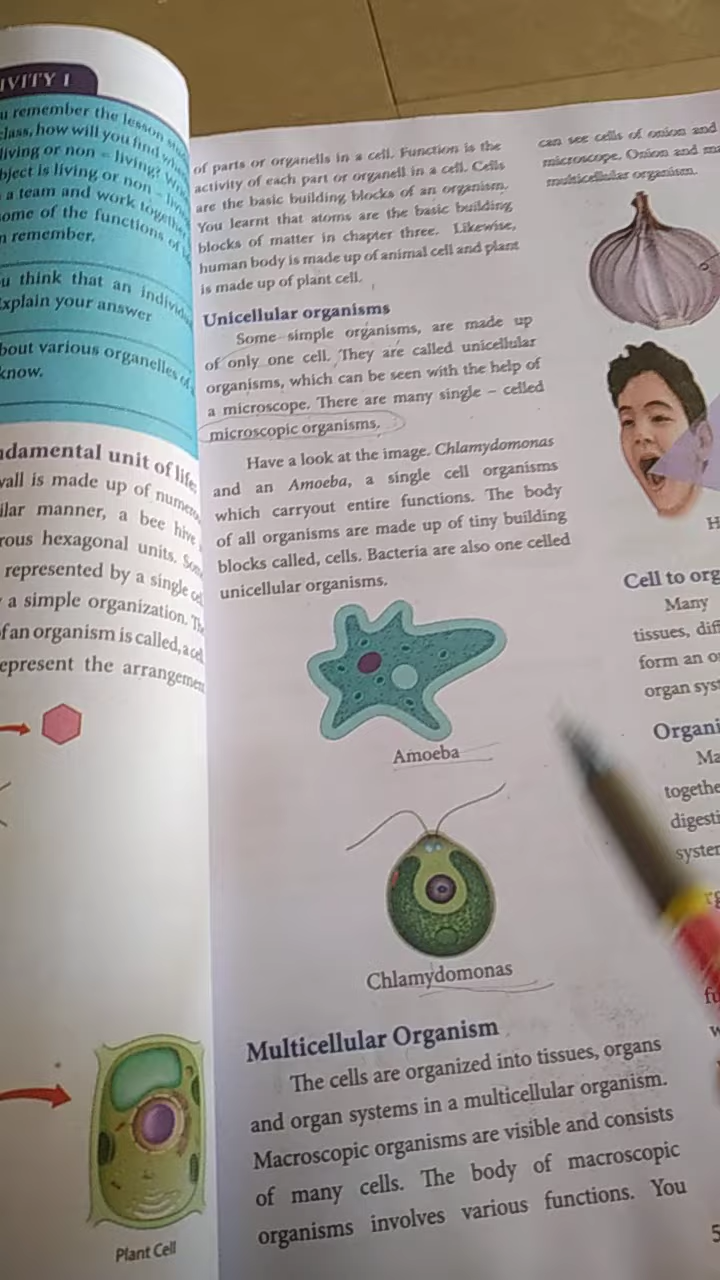 IVITY 1
u remember the lesson
class, how will you find
living or non – living?
bject is living or non – living
a team and work together
ome of the functions of
n remember.
u think that an individu
Explain your answer
bout various organelles of
know.
ndamental unit of life:
wall is made up of numero
ilar manner, a bee hive
rous hexagonal units. So
represented by a single
a simple organization. Th
f an organism is called, a cel
epresent the arrangemen
Plant Cell
of parts or organells in a cell. Function is the
activity of each part or organell in a cell. Cells
are the basic building blocks of an organism.
You learnt that atoms are the basic building
blocks of matter in chapter three. Likewise,
human body is made up of animal cell and plant
is made up of plant cell.
Unicellular organisms
Some simple organisms, are made up
of only one cell. They are called unicellular
organisms, which can be seen with the help of
a microscope. There are many single – celled
microscopic organisms.
Have a look at the image. Chlamydomonas
and an Amoeba, a single cell organisms
which carryout entire functions. The body
of all organisms are made up of tiny building
blocks called, cells. Bacteria are also one celled
unicellular organisms.
Amoeba
Chlamydomonas
Multicellular Organism
The cells are organized into tissues, organs
and organ systems in a multicellular organism.
Macroscopic organisms are visible and consists
of many cells. The body of macroscopic
organisms involves various functions. You
can see cells of onion and
microscope. Onion and
multicellular organism.
H
Cell to org
Many
tissues, diff
form an o
organ syst
Organi
Ma
togethe
digesti
system
rg
fu
w
5